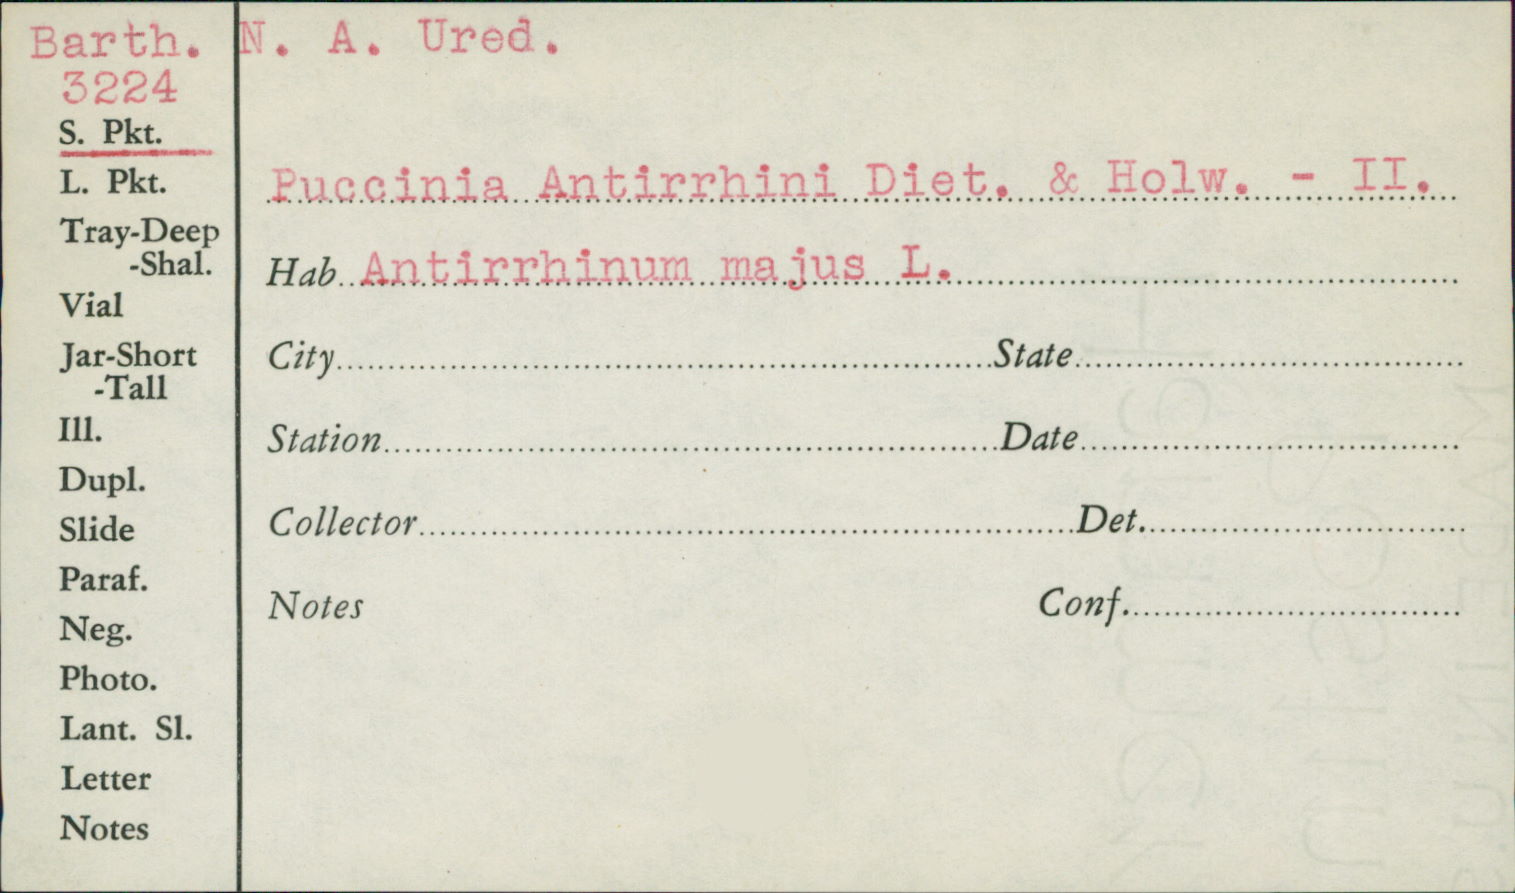 Barth. N. A. Ured.
3224
S. Pkt.
L. Pkt.
Tray-Deep
-Shal.
Vial
Jar-Short
-Tall
Ill.
Dupl.
Slide
Paraf.
Neg.
Photo.
Lant. Sl.
Letter
Notes
Puccinia Antirrhini Diet. & Holw. - II.
Hab Antirrhinum majus L.
City State
Station Date
Collector Det.
Notes Conf.